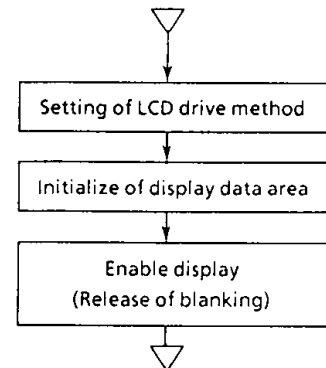 Setting of LCD drive method
Initialize of display data area
Enable display
(Release of blanking)